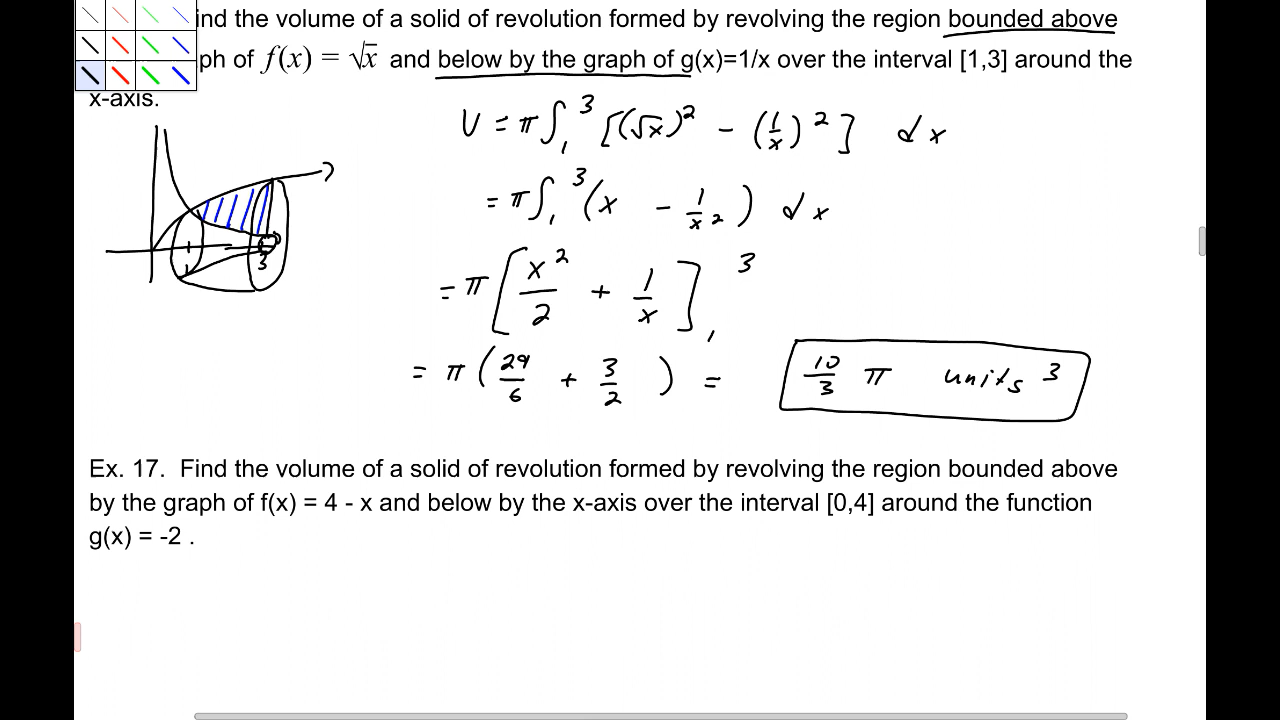 ind the volume of a solid of revolution formed by revolving the region bounded above
ph of f(x) = √x and below by the graph of g(x)=1/x over the interval [1,3] around the
x-axis.
V = π∫₁³ [(√x)² - (1/x)²] dx
= π∫₁³ (x - 1/x²) dx
= π[x²/2 + 1/x]₁³
3
= π(29/6 + 3/2) = 10/3 π units³
Ex. 17. Find the volume of a solid of revolution formed by revolving the region bounded above
by the graph of f(x) = 4 - x and below by the x-axis over the interval [0,4] around the function
g(x) = -2 .